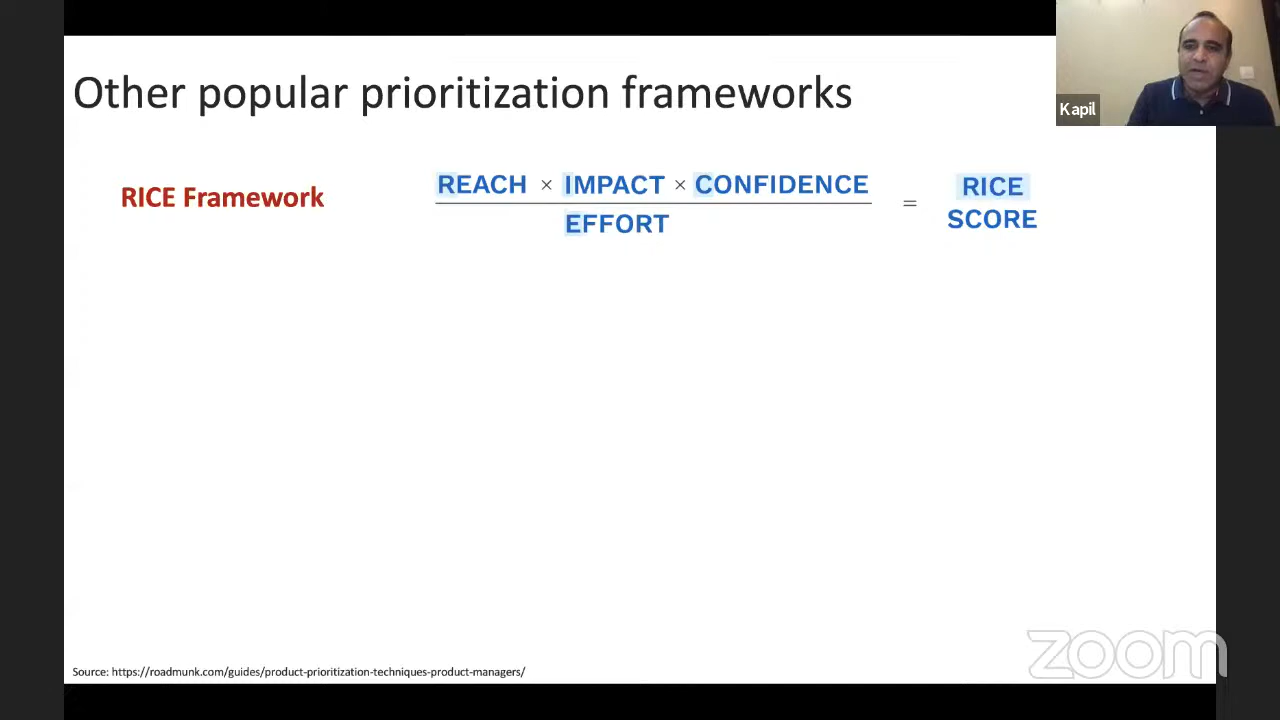 Other popular prioritization frameworks
Kapil
RICE Framework
REACH × IMPACT × CONFIDENCE
EFFORT
=
RICE
SCORE
Source: https://roadmunk.com/guides/product-prioritization-techniques-product-managers/
zoom